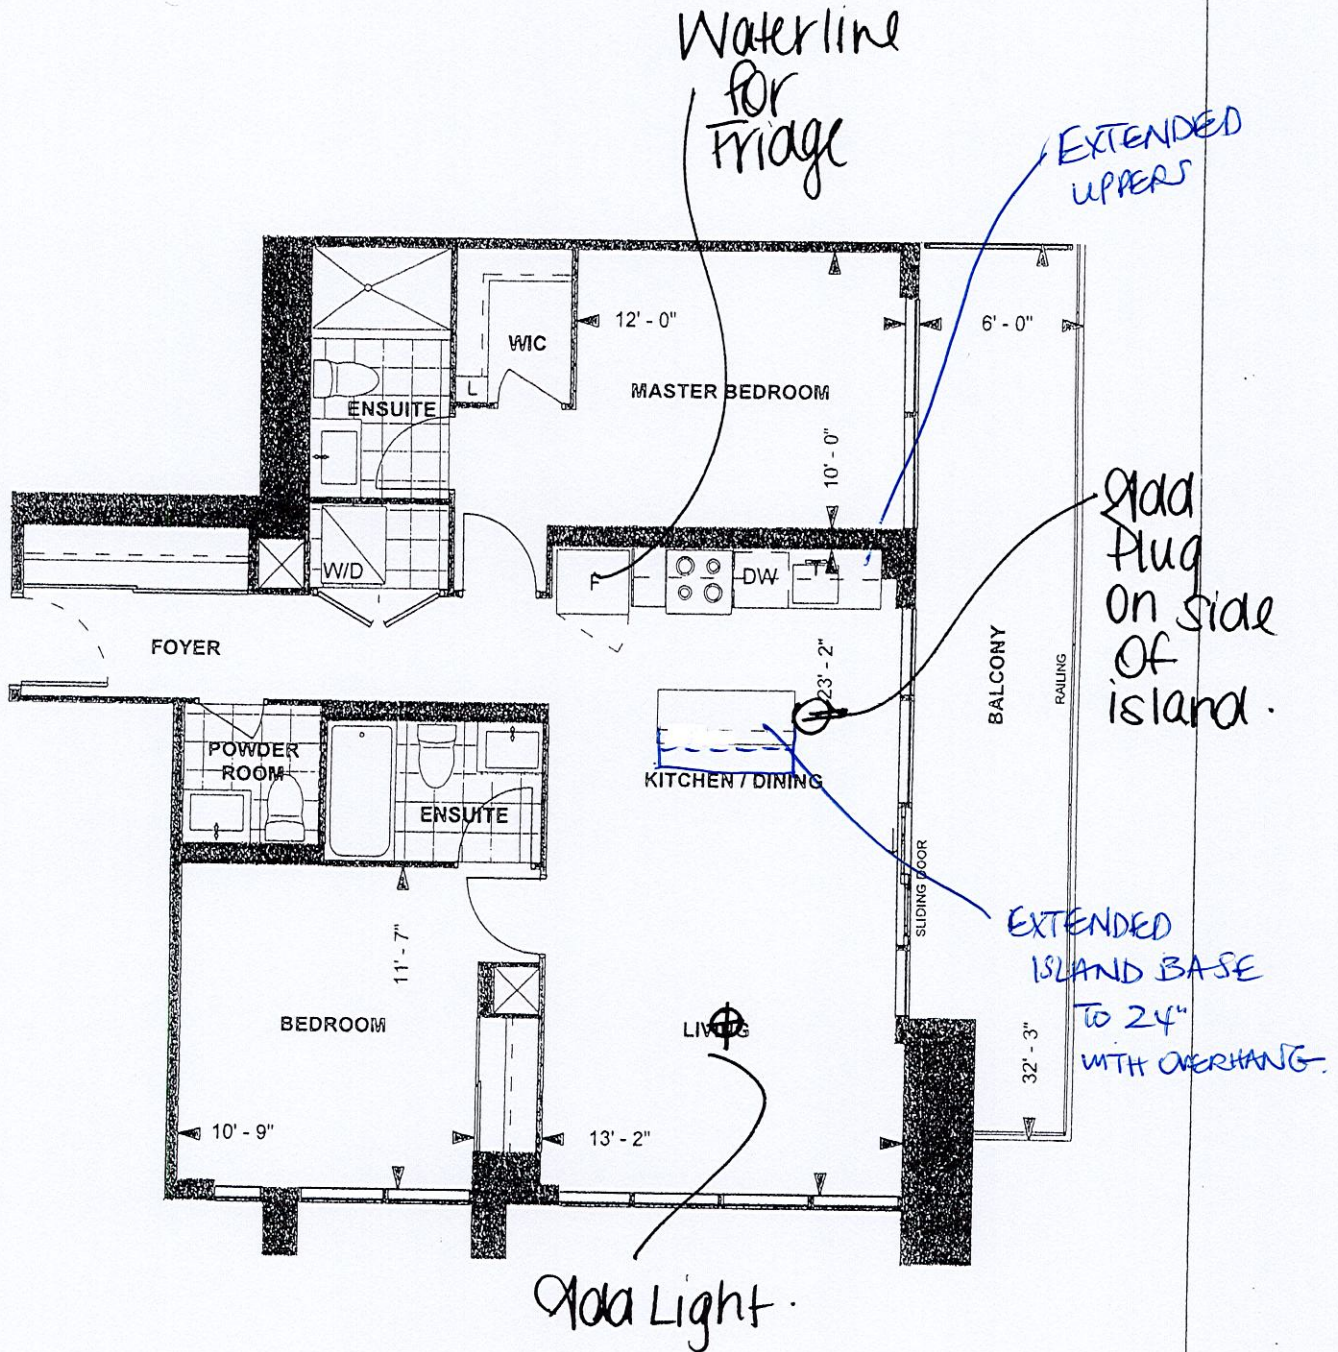 Waterline
for
Fridage
EXTENDED
UPPERS
12' - 0"
6' - 0"
WIC
MASTER BEDROOM
L
ENSUITE
10' - 0"
Add
Plug
on side
Of
island.
W/D
F
DW
T
FOYER
23' - 2"
BALCONY
RAILING
POWDER
ROOM
KITCHEN / DINING
ENSUITE
SLIDING DOOR
11' - 7"
EXTENDED
ISLAND BASE
TO 24"
WITH OVERHANG.
BEDROOM
LIVING
32' - 3"
10' - 9"
13' - 2"
Add Light.